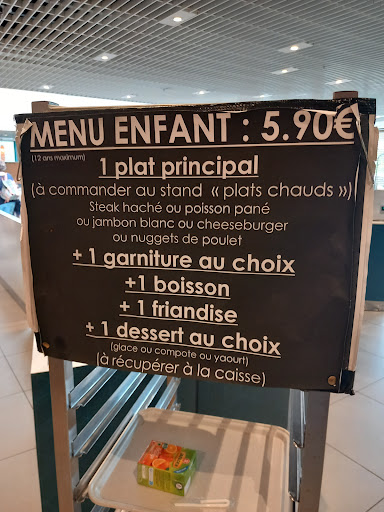 MENU ENFANT : 5.90€
(12 ans maximum)
1 plat principal
(à commander au stand « plats chauds »)
Steak haché ou poisson pané
ou jambon blanc ou cheeseburger
ou nuggets de poulet
+ 1 garniture au choix
+1 boisson
+ 1 friandise
+ 1 dessert au choix
(glace ou compote ou yaourt)
(à récupérer à la caisse)